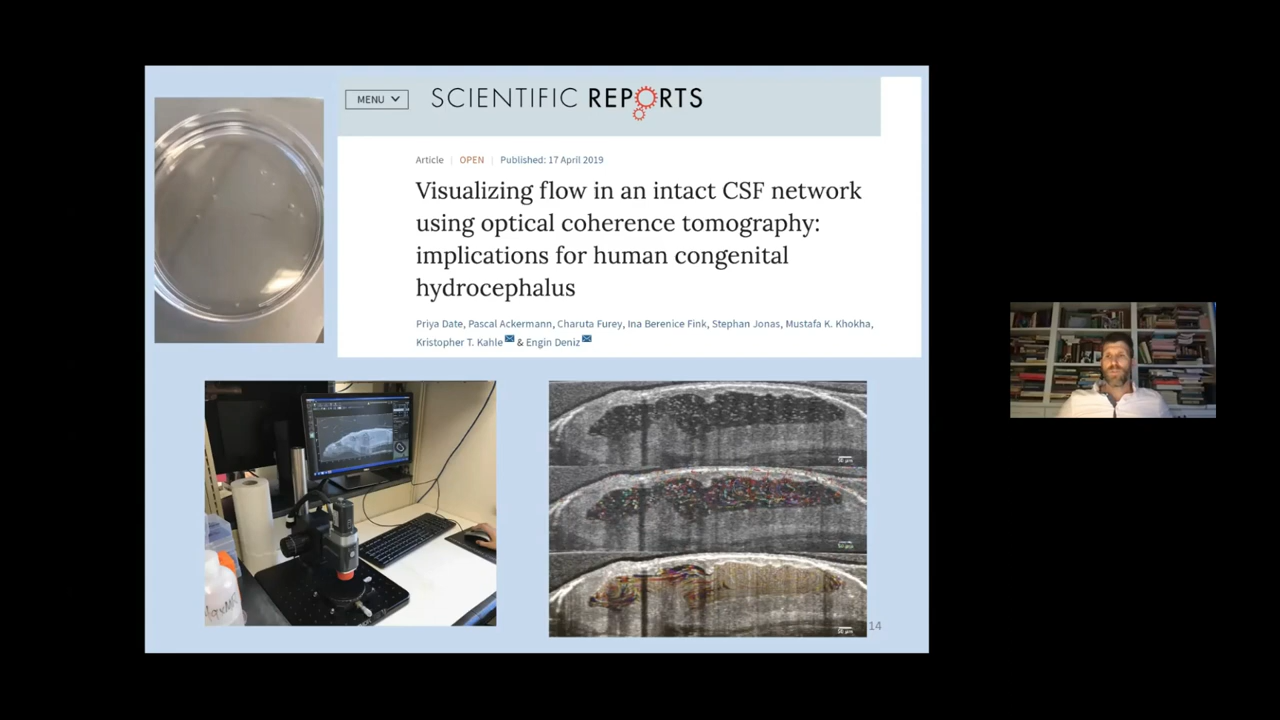 MENU
SCIENTIFIC REPORTS
Article | OPEN | Published: 17 April 2019
Visualizing flow in an intact CSF network
using optical coherence tomography:
implications for human congenital
hydrocephalus
Priya Date, Pascal Ackermann, Charuta Furey, Ina Berenice Fink, Stephan Jonas, Mustafa K. Khokha,
Kristopher T. Kahle & Engin Deniz
14